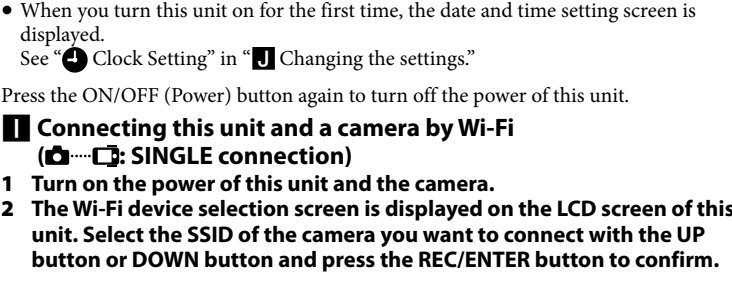 • When you turn this unit on for the first time, the date and time setting screen is
displayed.
See “ Clock Setting” in “J Changing the settings.”
Press the ON/OFF (Power) button again to turn off the power of this unit.
I Connecting this unit and a camera by Wi-Fi
( : SINGLE connection)
1 Turn on the power of this unit and the camera.
2 The Wi-Fi device selection screen is displayed on the LCD screen of this
unit. Select the SSID of the camera you want to connect with the UP
button or DOWN button and press the REC/ENTER button to confirm.